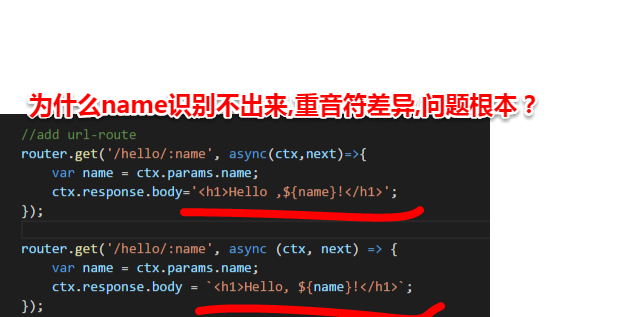 为什么name识别不出来,重音符差异,问题根本？
//add url-route
router.get('/hello/:name', async(ctx,next)=>{
    var name = ctx.params.name;
    ctx.response.body='<h1>Hello ,${name}!</h1>';
});
router.get('/hello/:name', async (ctx, next) => {
    var name = ctx.params.name;
    ctx.response.body = `<h1>Hello, ${name}!</h1>`;
});